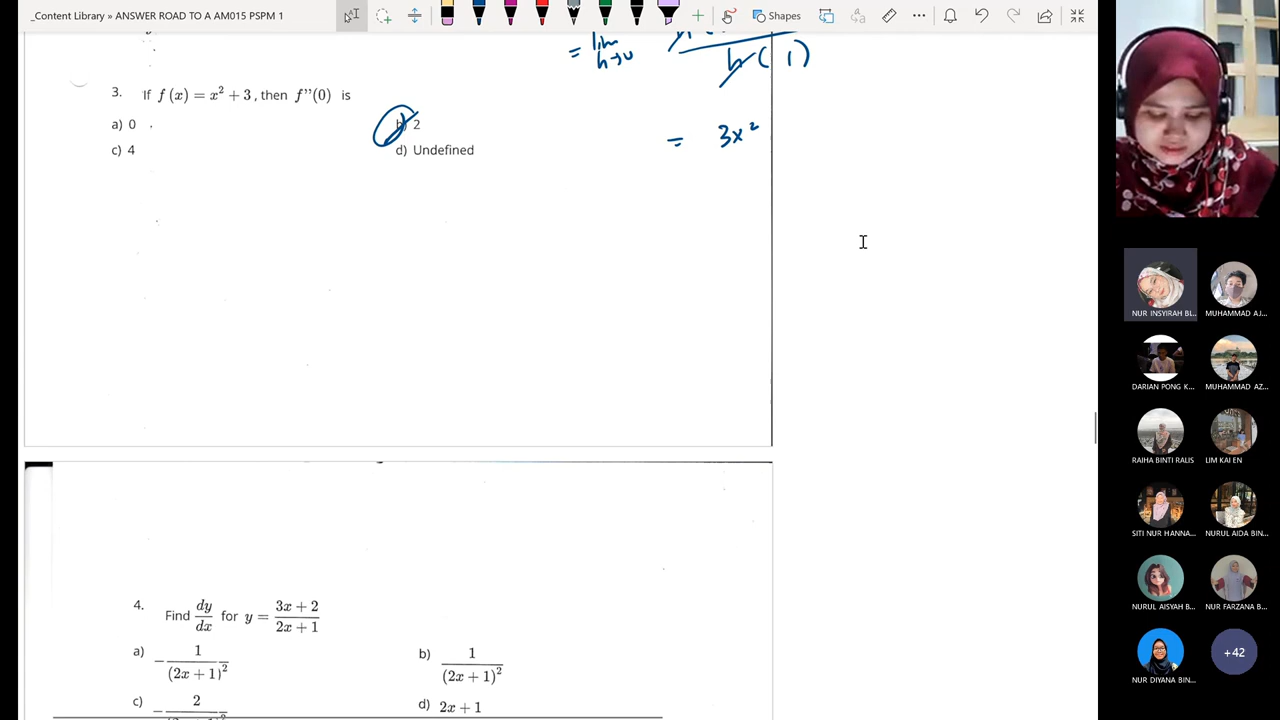 _Content Library » ANSWER ROAD TO A AM015 PSPM 1
Shapes
= lim h→0
h ( 1 )
3. If f (x) = x² + 3, then f''(0) is
a) 0
b) 2
c) 4
d) Undefined
= 3x²
4. Find dy/dx for y = (3x + 2)/(2x + 1)
a) -1/(2x + 1)²
b) 1/(2x + 1)²
c) - 2
d) 2x + 1
NUR INSYIRAH BI...
MUHAMMAD AJ...
DARIAN PONG K...
MUHAMMAD AZ...
RAIHA BINTI RALIS
LIM KAI EN
SITI NUR HANNA...
NURUL AIDA BIN...
NURUL AISYAH B...
NUR FARZANA B...
NUR DIYANA BIN...
+42